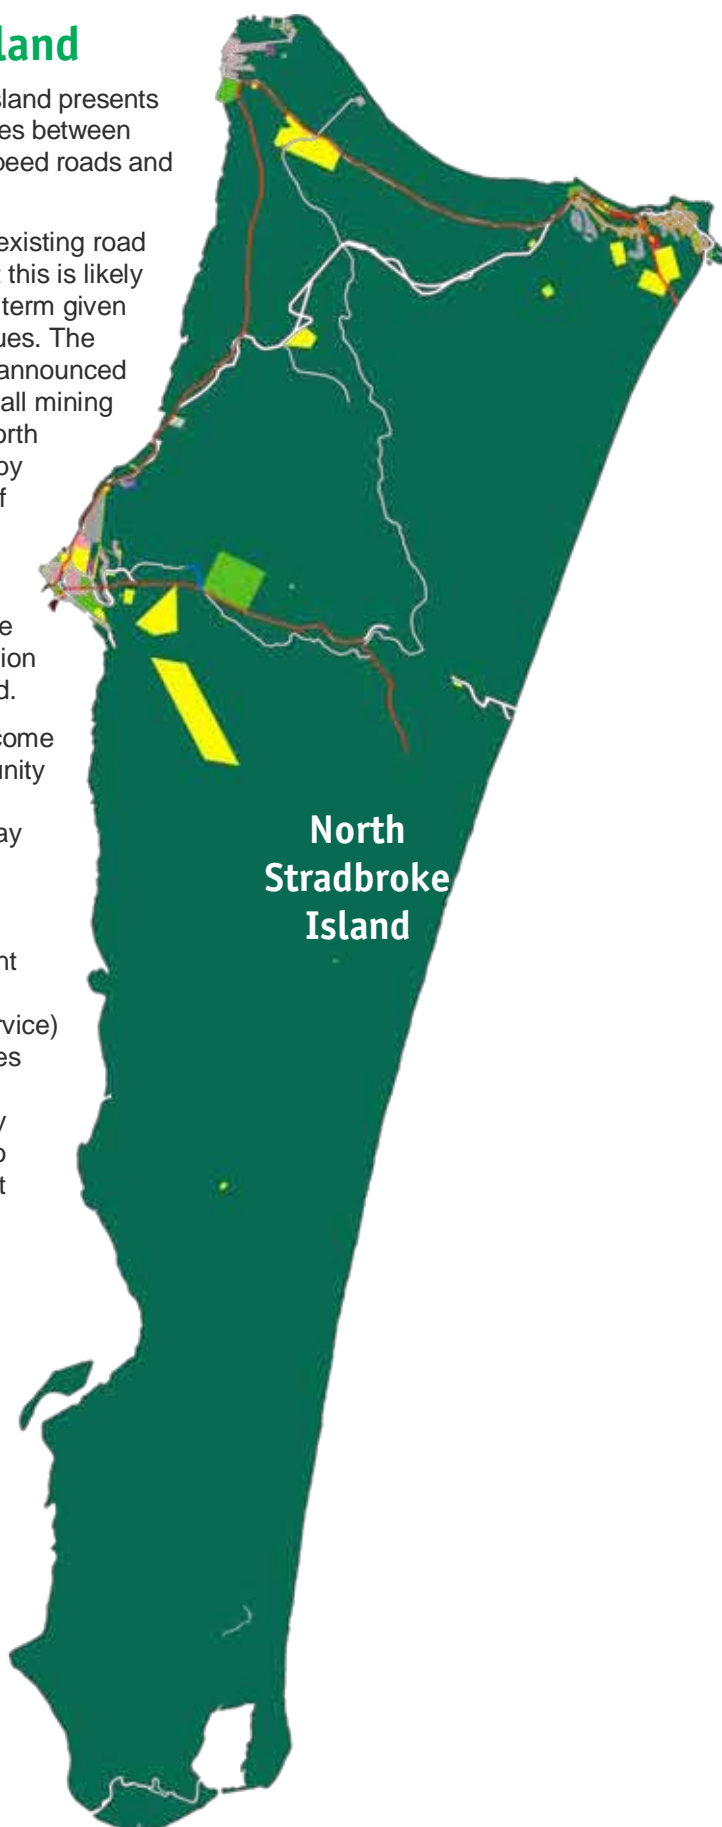 land
sland presents
es between
peed roads and
existing road
t this is likely
term given
ues. The
announced
all mining
orth
by
f
e
ion
d.
come
unity
ay
nt
rvice)
es
y
o
t
North
Stradbroke
Island